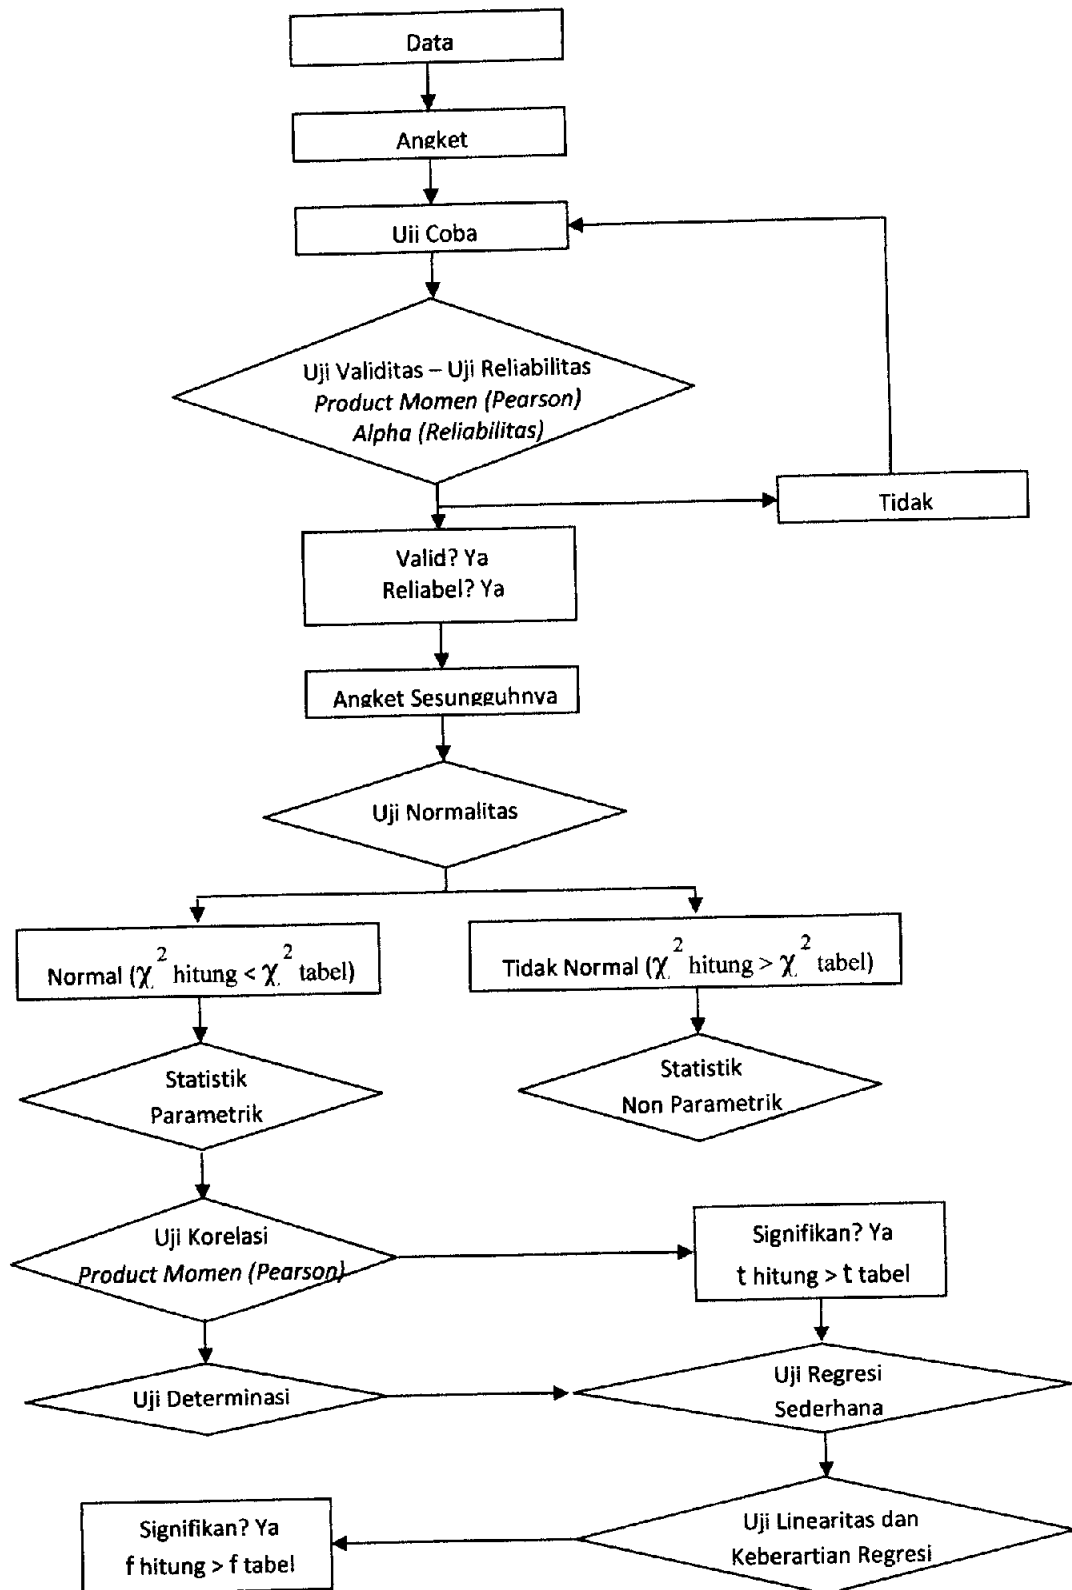 Data
Angket
Uji Coba
Uji Validitas – Uji Reliabilitas
Product Momen (Pearson)
Alpha (Reliabilitas)
Tidak
Valid? Ya
Reliabel? Ya
Angket Sesungguhnya
Uji Normalitas
Normal (χ² hitung < χ² tabel)
Tidak Normal (χ² hitung > χ² tabel)
Statistik
Parametrik
Statistik
Non Parametrik
Uji Korelasi
Product Momen (Pearson)
Signifikan? Ya
t hitung > t tabel
Uji Determinasi
Uji Regresi
Sederhana
Signifikan? Ya
f hitung > f tabel
Uji Linearitas dan
Keberartian Regresi